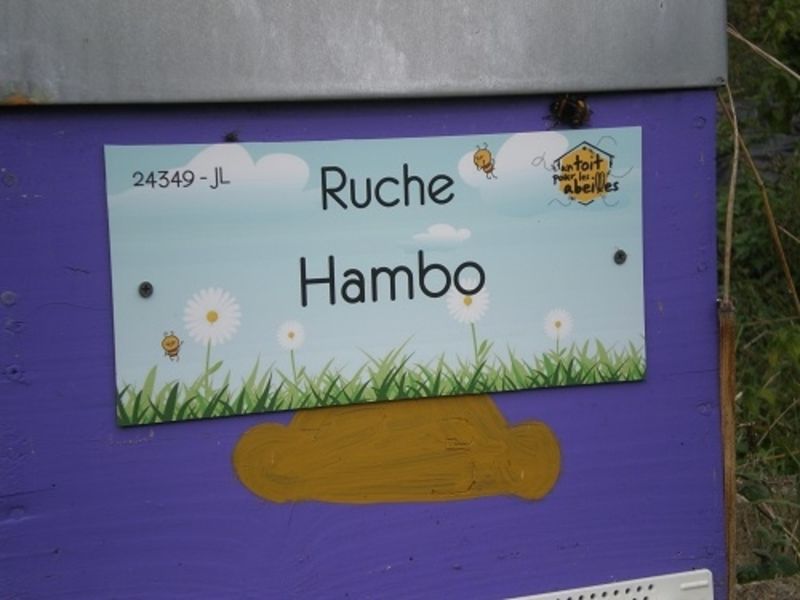 24349 - JL
Ruche
Hambo
un toit
pour les
abeilles